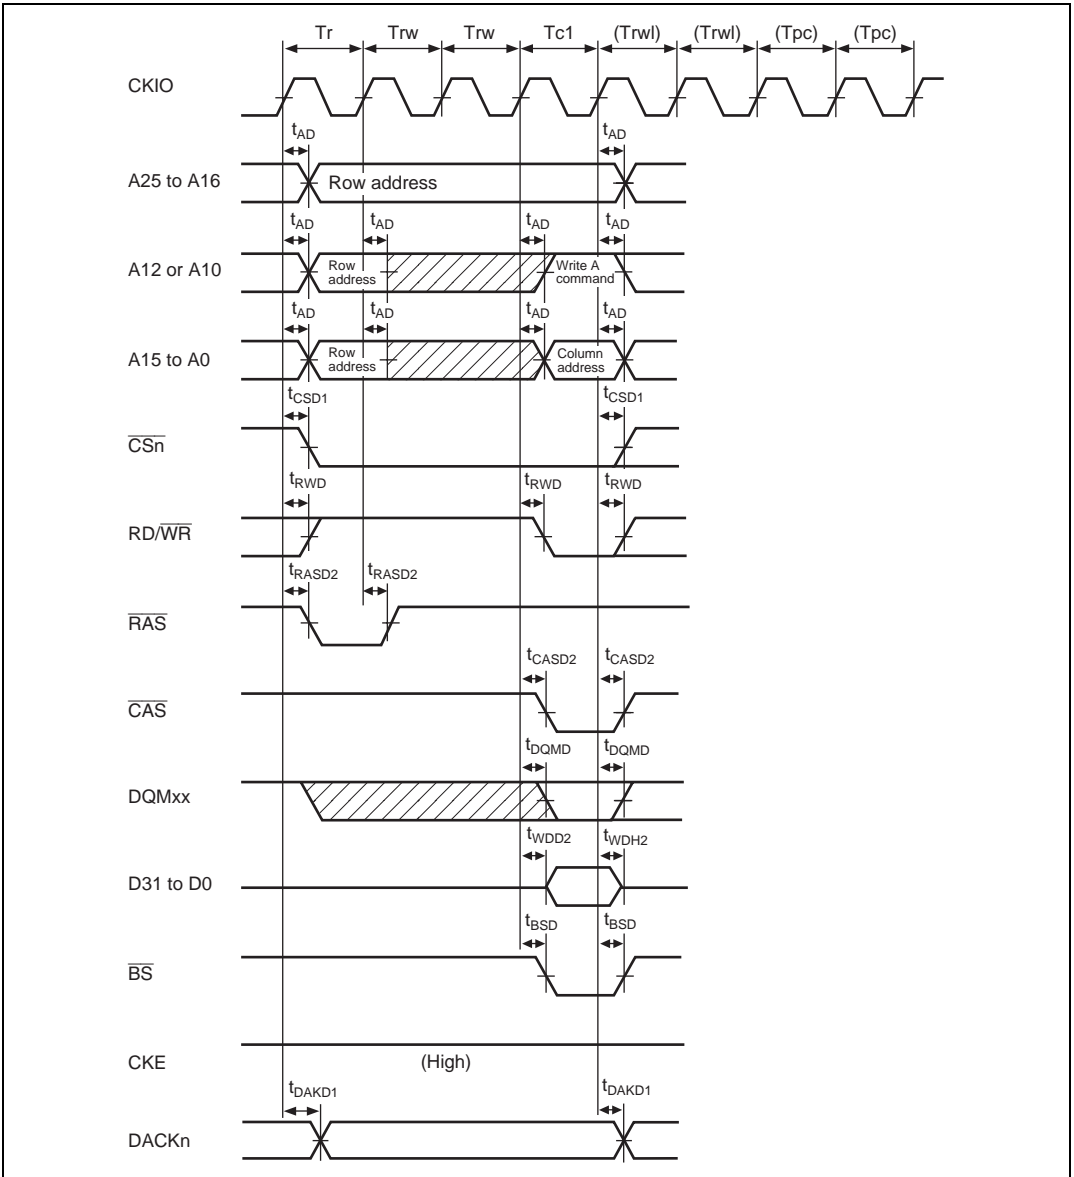 Tr Trw Trw Tc1 (Trwl) (Trwl) (Tpc) (Tpc)
CKIO
tAD tAD
A25 to A16 Row address
tAD tAD tAD tAD
A12 or A10 Row address Write A command
tAD tAD tAD tAD
A15 to A0 Row address Column address
tCSD1 tCSD1
CSn
tRWD tRWD tRWD
RD/WR
tRASD2 tRASD2
RAS
tCASD2 tCASD2
CAS
tDQMD tDQMD
DQMxx
tWDD2 tWDH2
D31 to D0
tBSD tBSD
BS
CKE (High)
tDAKD1 tDAKD1
DACKn